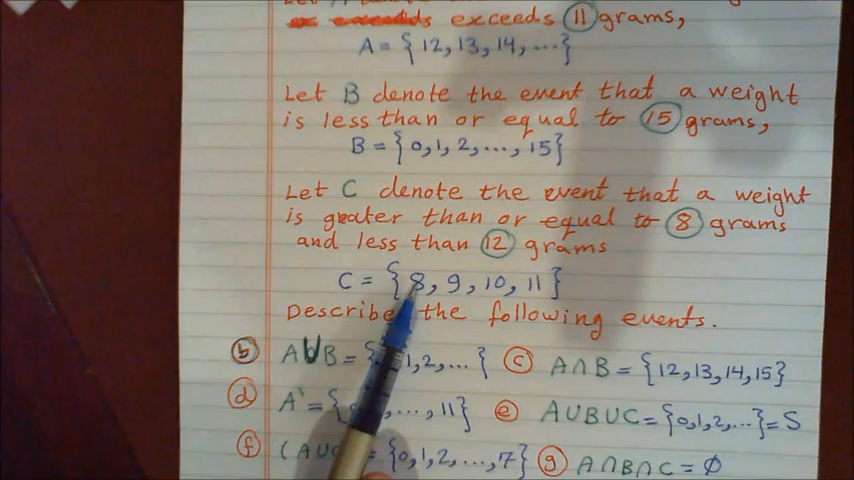 exceeds 11 grams,
A = { 12, 13, 14, ... }
Let B denote the event that a weight
is less than or equal to 15 grams,
B = { 0, 1, 2, ..., 15 }
Let C denote the event that a weight
is greater than or equal to 8 grams
and less than 12 grams
C = { 8, 9, 10, 11 }
Describe the following events.
b A∪B = { 1, 2, ... } c A∩B = { 12, 13, 14, 15 }
d A' = { ..., 11 } e A∪B∪C = { 0, 1, 2, ... } = S
f (A∪C = { 0, 1, 2, ..., 7 } g A∩B∩C = Ø